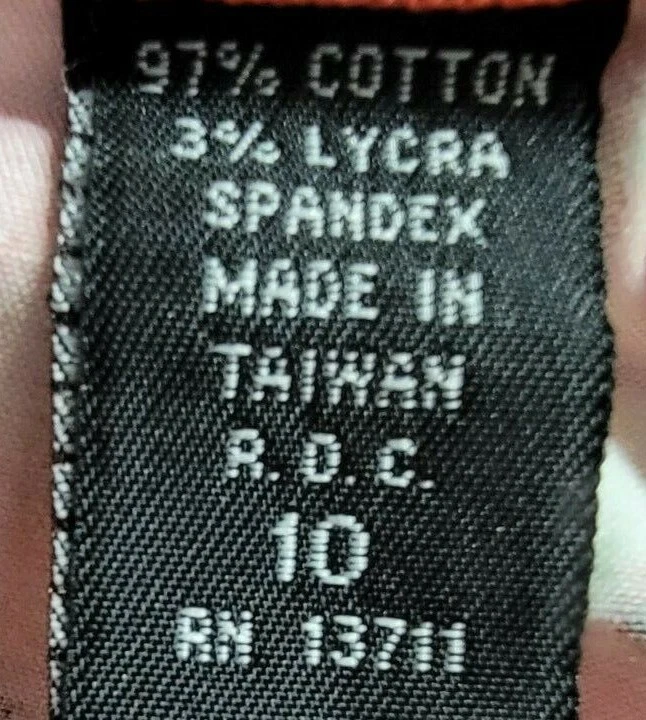 97% COTTON
3% LYCRA
SPANDEX
MADE IN
TAIWAN
R.D.C.
10
RN 13711